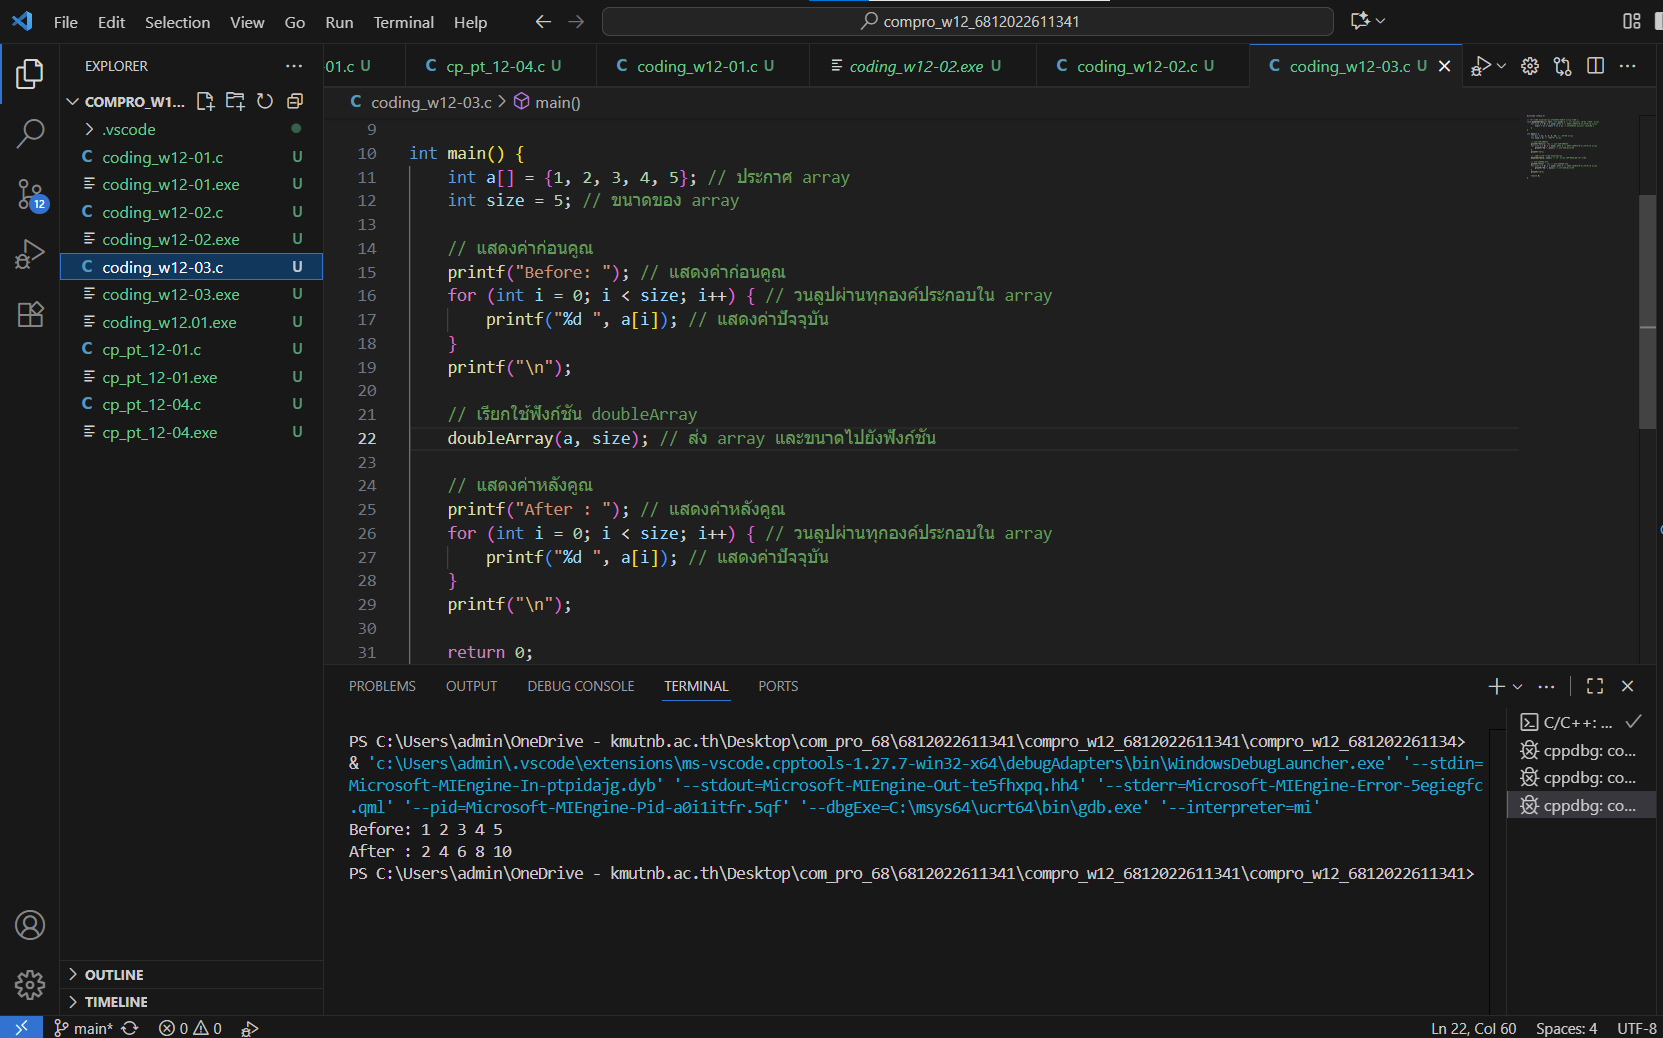 File Edit Selection View Go Run Terminal Help
compro_w12_6812022611341
EXPLORER
01.c U
cp_pt_12-04.c U
coding_w12-01.c U
coding_w12-02.exe U
coding_w12-02.c U
coding_w12-03.c U
COMPRO_W1...
.vscode
coding_w12-01.c U
coding_w12-01.exe U
coding_w12-02.c U
coding_w12-02.exe U
coding_w12-03.c U
coding_w12-03.exe U
coding_w12.01.exe U
cp_pt_12-01.c U
cp_pt_12-01.exe U
cp_pt_12-04.c U
cp_pt_12-04.exe U
12
OUTLINE
TIMELINE
coding_w12-03.c > main()
9
10 int main() {
11 int a[] = {1, 2, 3, 4, 5}; // ประกาศ array
12 int size = 5; // ขนาดของ array
13
14 // แสดงค่าก่อนคูณ
15 printf("Before: "); // แสดงค่าก่อนคูณ
16 for (int i = 0; i < size; i++) { // วนลูปผ่านทุกองค์ประกอบใน array
17 printf("%d ", a[i]); // แสดงค่าปัจจุบัน
18 }
19 printf("\n");
20
21 // เรียกใช้ฟังก์ชัน doubleArray
22 doubleArray(a, size); // ส่ง array และขนาดไปยังฟังก์ชัน
23
24 // แสดงค่าหลังคูณ
25 printf("After : "); // แสดงค่าหลังคูณ
26 for (int i = 0; i < size; i++) { // วนลูปผ่านทุกองค์ประกอบใน array
27 printf("%d ", a[i]); // แสดงค่าปัจจุบัน
28 }
29 printf("\n");
30
31 return 0;
PROBLEMS OUTPUT DEBUG CONSOLE TERMINAL PORTS
PS C:\Users\admin\OneDrive - kmutnb.ac.th\Desktop\com_pro_68\6812022611341\compro_w12_6812022611341\compro_w12_681202261134>
& 'c:\Users\admin\.vscode\extensions\ms-vscode.cpptools-1.27.7-win32-x64\debugAdapters\bin\WindowsDebugLauncher.exe' '--stdin=
Microsoft-MIEngine-In-ptpidajg.dyb' '--stdout=Microsoft-MIEngine-Out-te5fhxpq.hh4' '--stderr=Microsoft-MIEngine-Error-5egiegfc
.qml' '--pid=Microsoft-MIEngine-Pid-a0i1itfr.5qf' '--dbgExe=C:\msys64\ucrt64\bin\gdb.exe' '--interpreter=mi'
Before: 1 2 3 4 5
After : 2 4 6 8 10
PS C:\Users\admin\OneDrive - kmutnb.ac.th\Desktop\com_pro_68\6812022611341\compro_w12_6812022611341\compro_w12_6812022611341>
C/C++: ...
cppdbg: co...
cppdbg: co...
cppdbg: co...
main* 0 0
Ln 22, Col 60 Spaces: 4 UTF-8